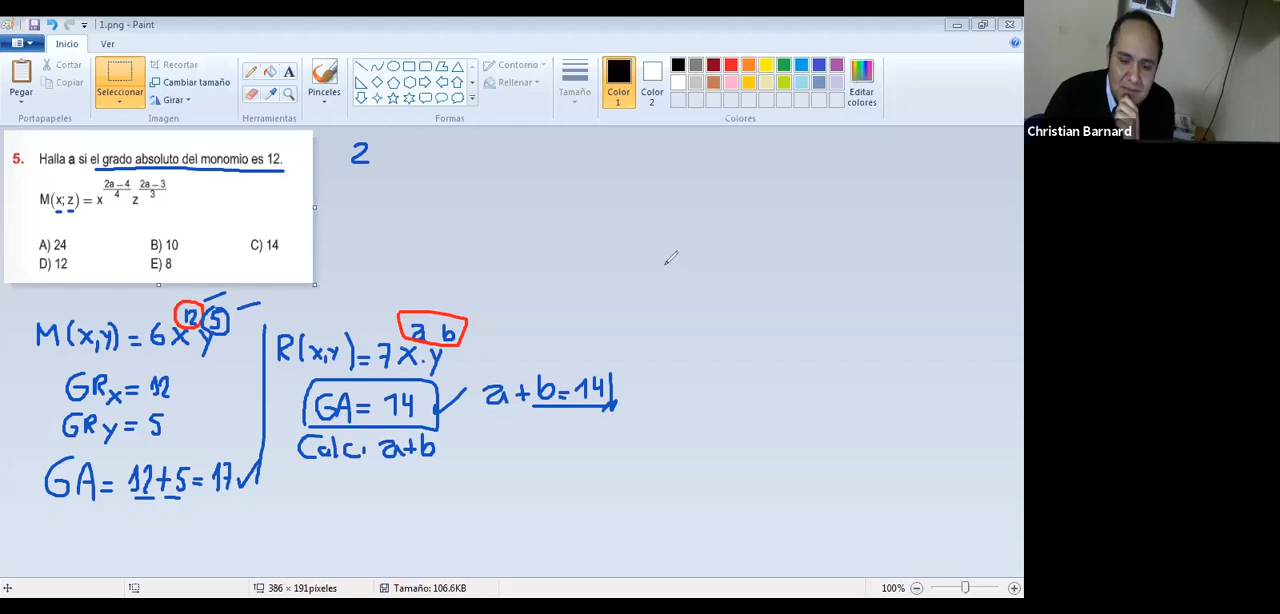 1.png - Paint
Inicio Ver
Pegar
Cortar
Copiar
Portapapeles
Seleccionar
Recortar
Cambiar tamaño
Girar
Imagen
A
Herramientas
Pinceles
Contorno
Rellenar
Formas
Tamaño
Color
1
Color
2
Editar
colores
Colores
Christian Barnard
5. Halla a si el grado absoluto del monomio es 12.
M(x; z) = x^{\frac{2a-4}{4}} z^{\frac{2a-3}{3}}
A) 24 B) 10 C) 14
D) 12 E) 8
2
M(x,y) = 6x^{12}y^{5}
GRx = 12
GRy = 5
GA = 12+5 = 17
R(x,y) = 7x^{a}.y^{b}
GA = 14
a + b = 14
Calc. a+b
386 × 191píxeles
Tamaño: 106.6KB
100%